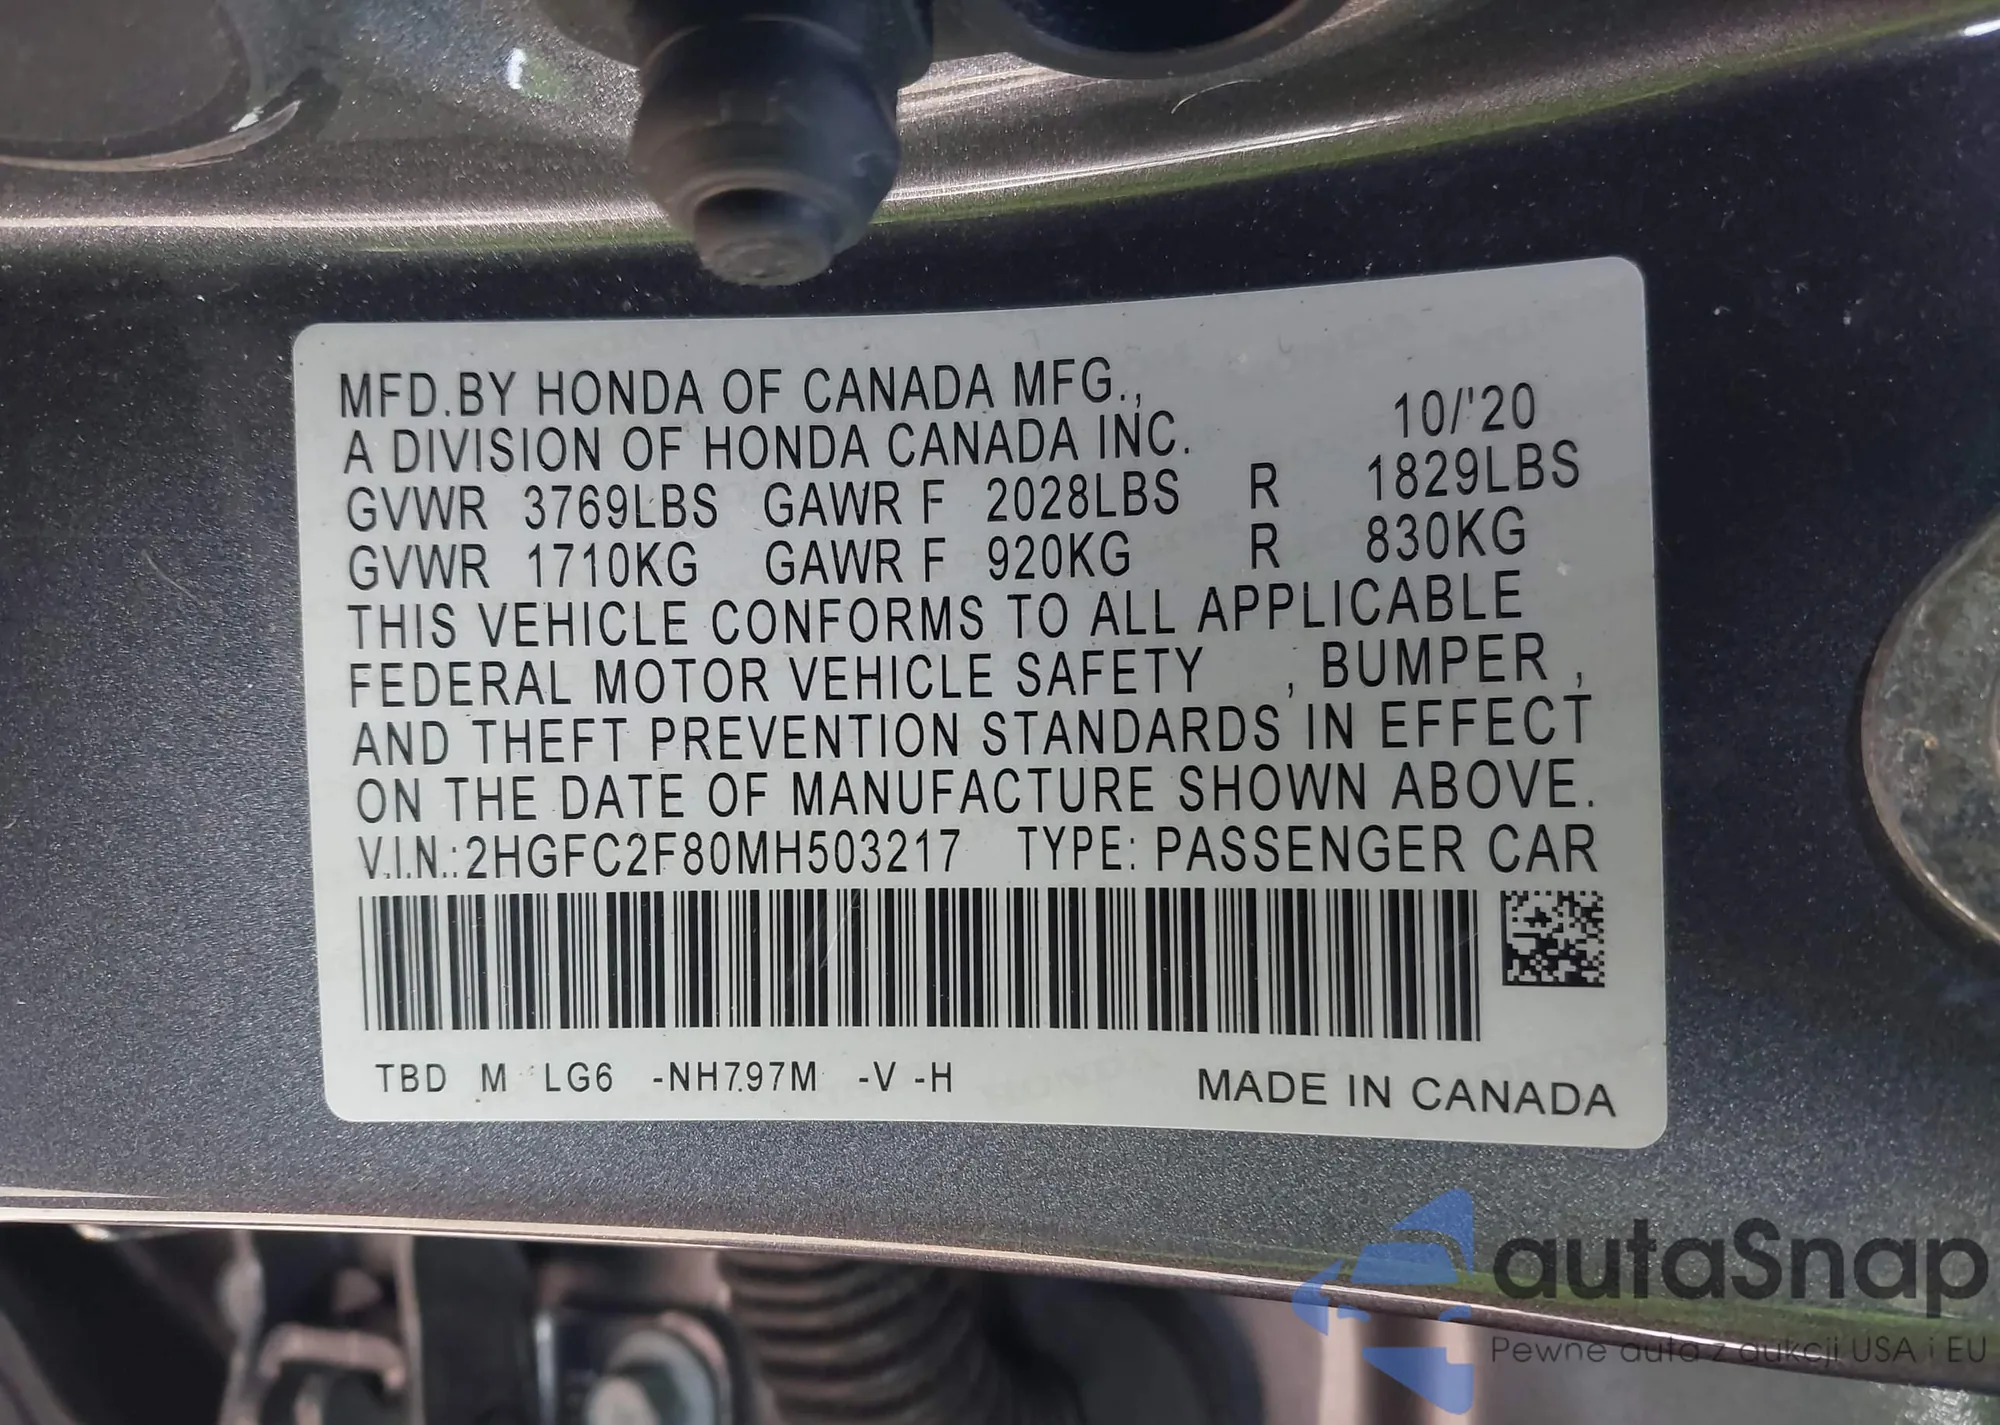 MFD.BY HONDA OF CANADA MFG.,
A DIVISION OF HONDA CANADA INC. 10/'20
GVWR 3769LBS GAWR F 2028LBS R 1829LBS
GVWR 1710KG GAWR F 920KG R 830KG
THIS VEHICLE CONFORMS TO ALL APPLICABLE
FEDERAL MOTOR VEHICLE SAFETY , BUMPER ,
AND THEFT PREVENTION STANDARDS IN EFFECT
ON THE DATE OF MANUFACTURE SHOWN ABOVE.
V.I.N.:2HGFC2F80MH503217 TYPE: PASSENGER CAR
TBD M LG6 -NH797M -V -H MADE IN CANADA
autaSnap
Pewne auta z aukcji USA i EU